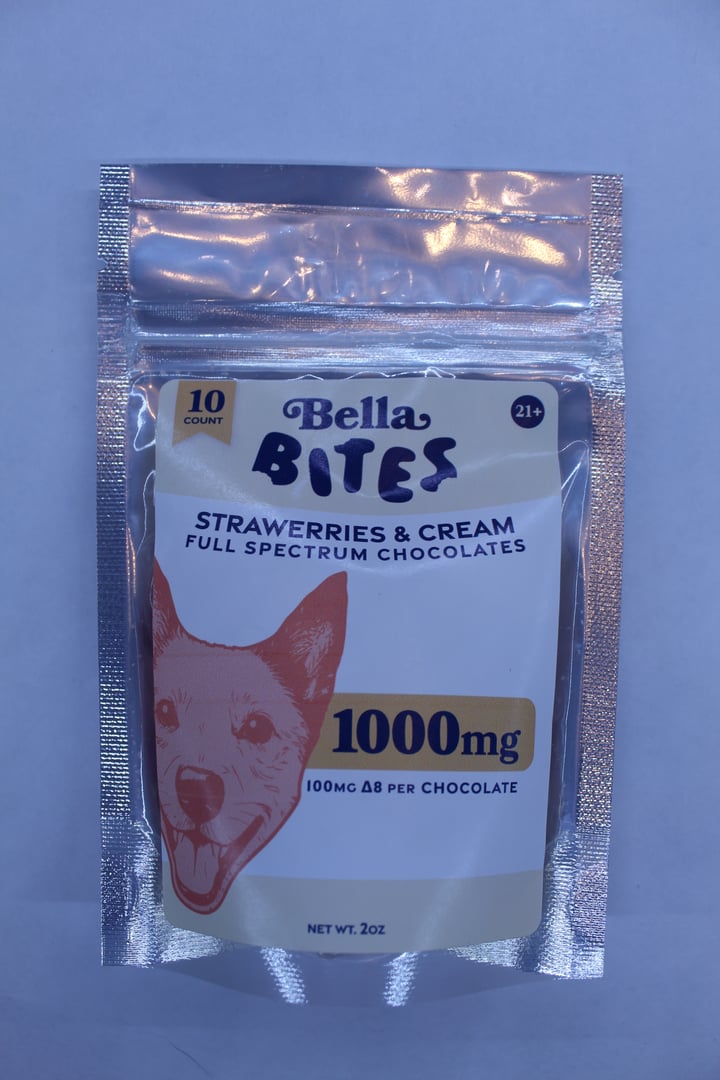 10
COUNT
Bella
BITES
21+
STRAWERRIES & CREAM
FULL SPECTRUM CHOCOLATES
1000mg
100MG Δ8 PER CHOCOLATE
NET WT. 2OZ